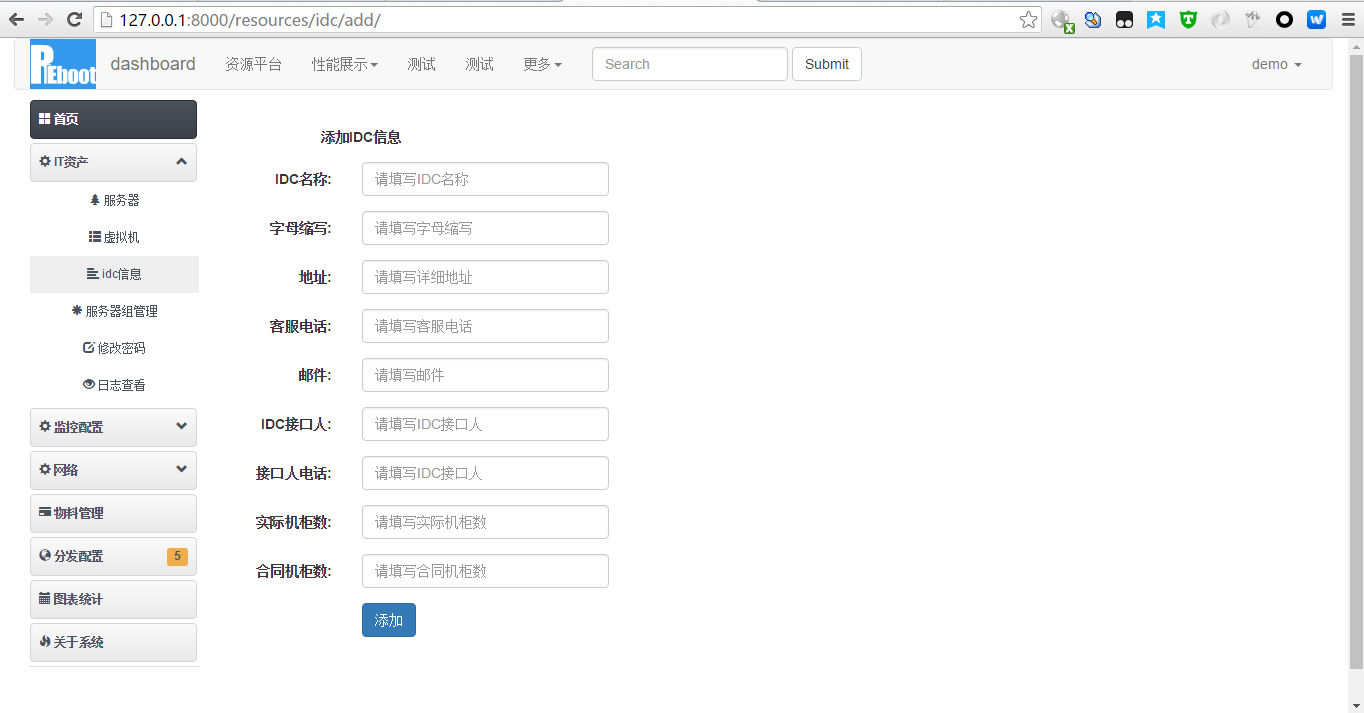 127.0.0.1:8000/resources/idc/add/
REboot dashboard 资源平台 性能展示 测试 测试 更多 Search Submit demo
首页
IT资产
服务器
虚拟机
idc信息
服务器组管理
修改密码
日志查看
监控配置
网络
物料管理
分发配置 5
图表统计
关于系统
添加IDC信息
IDC名称: 请填写IDC名称
字母缩写: 请填写字母缩写
地址: 请填写详细地址
客服电话: 请填写客服电话
邮件: 请填写邮件
IDC接口人: 请填写IDC接口人
接口人电话: 请填写IDC接口人
实际机柜数: 请填写实际机柜数
合同机柜数: 请填写合同机柜数
添加